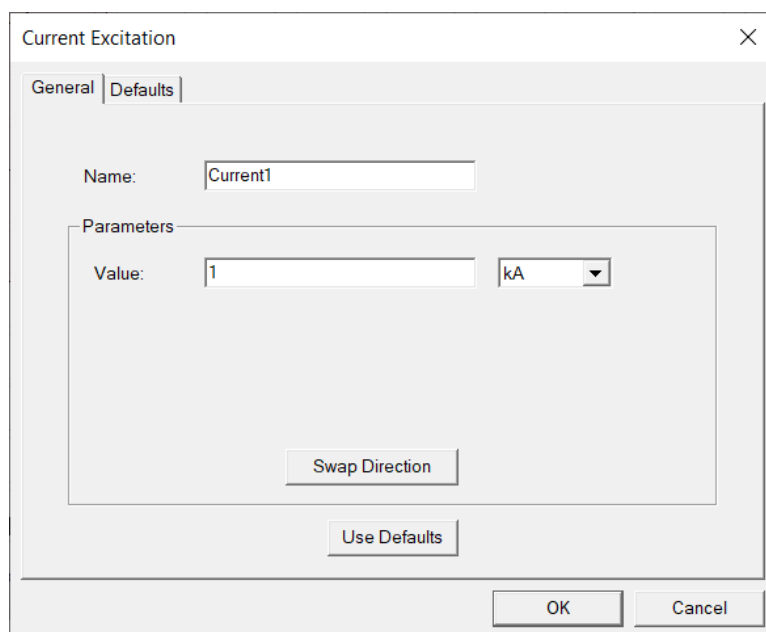 Current Excitation
General Defaults
Name: Current1
Parameters
Value: 1 kA
Swap Direction
Use Defaults
OK Cancel